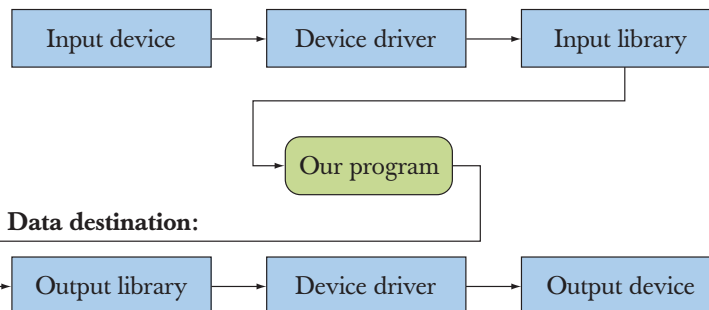 Input device
Device driver
Input library
Our program
Data destination:
Output library
Device driver
Output device